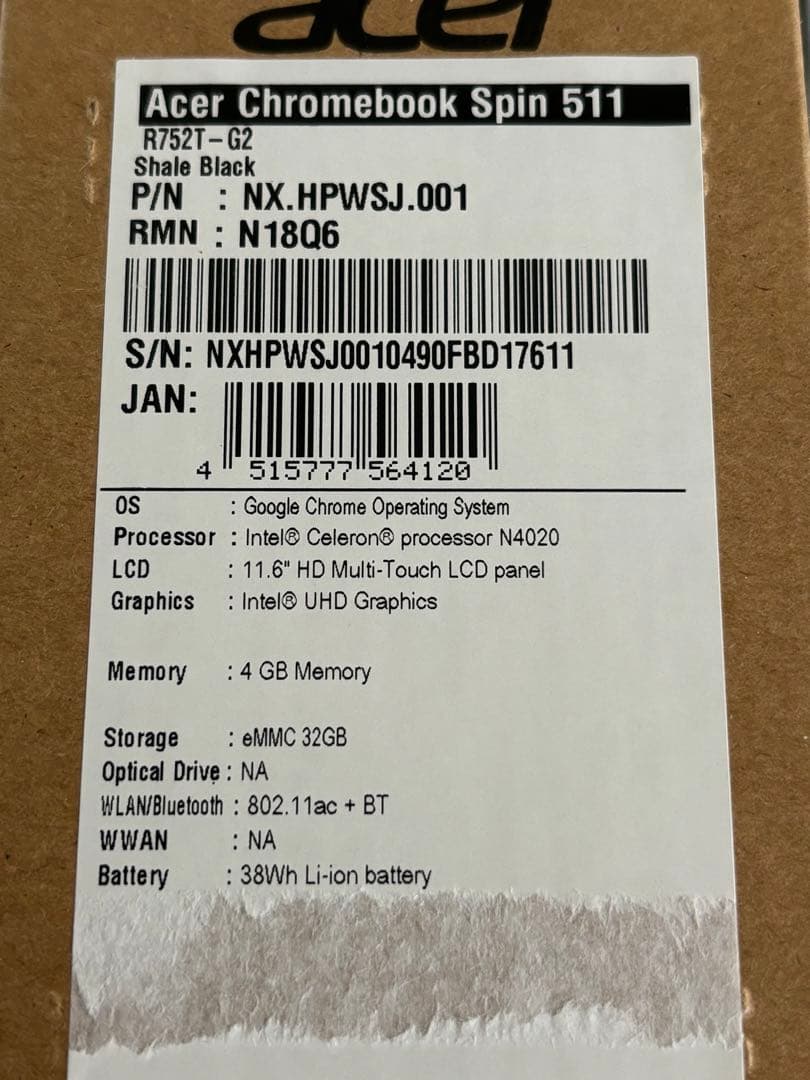 acer
Acer Chromebook Spin 511
R752T-G2
Shale Black
P/N : NX.HPWSJ.001
RMN : N18Q6
S/N: NXHPWSJ0010490FBD17611
JAN:
4 515777 564120
OS : Google Chrome Operating System
Processor : Intel® Celeron® processor N4020
LCD : 11.6" HD Multi-Touch LCD panel
Graphics : Intel® UHD Graphics
Memory : 4 GB Memory
Storage : eMMC 32GB
Optical Drive : NA
WLAN/Bluetooth : 802.11ac + BT
WWAN : NA
Battery : 38Wh Li-ion battery